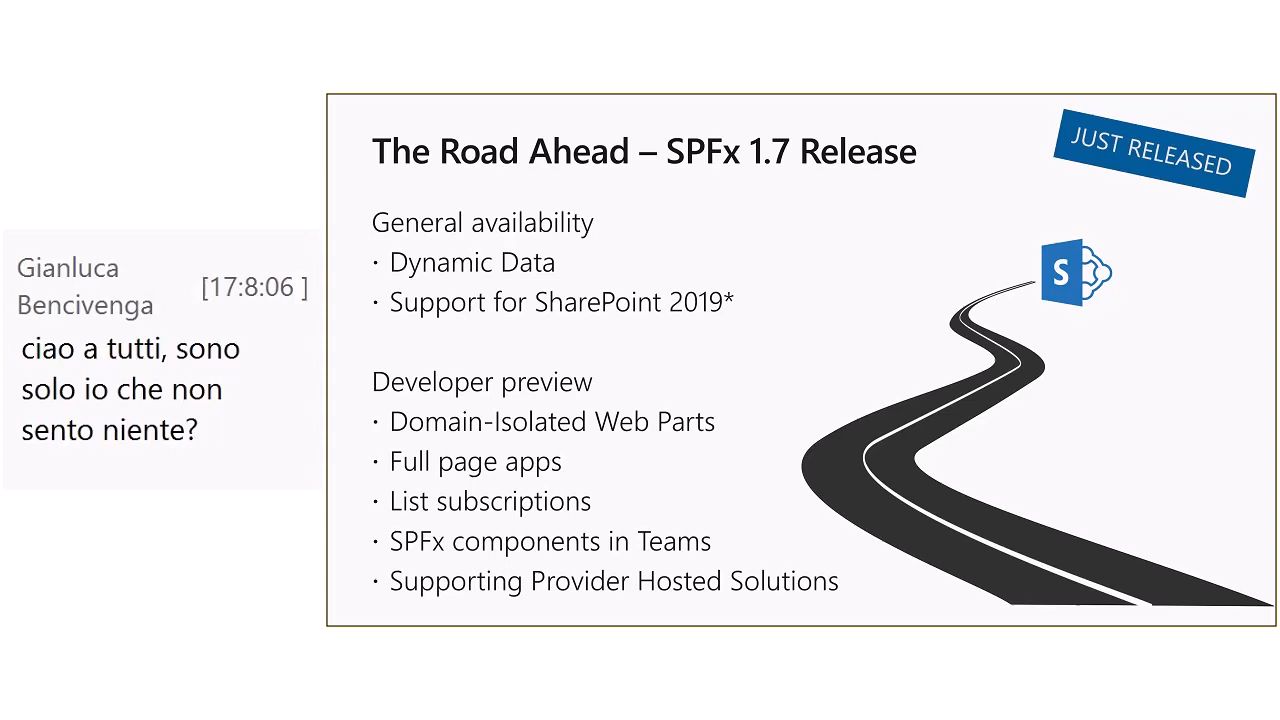 Gianluca
Bencivenga
[17:8:06 ]
ciao a tutti, sono
solo io che non
sento niente?
The Road Ahead – SPFx 1.7 Release
JUST RELEASED
General availability
· Dynamic Data
· Support for SharePoint 2019*
S
Developer preview
· Domain-Isolated Web Parts
· Full page apps
· List subscriptions
· SPFx components in Teams
· Supporting Provider Hosted Solutions